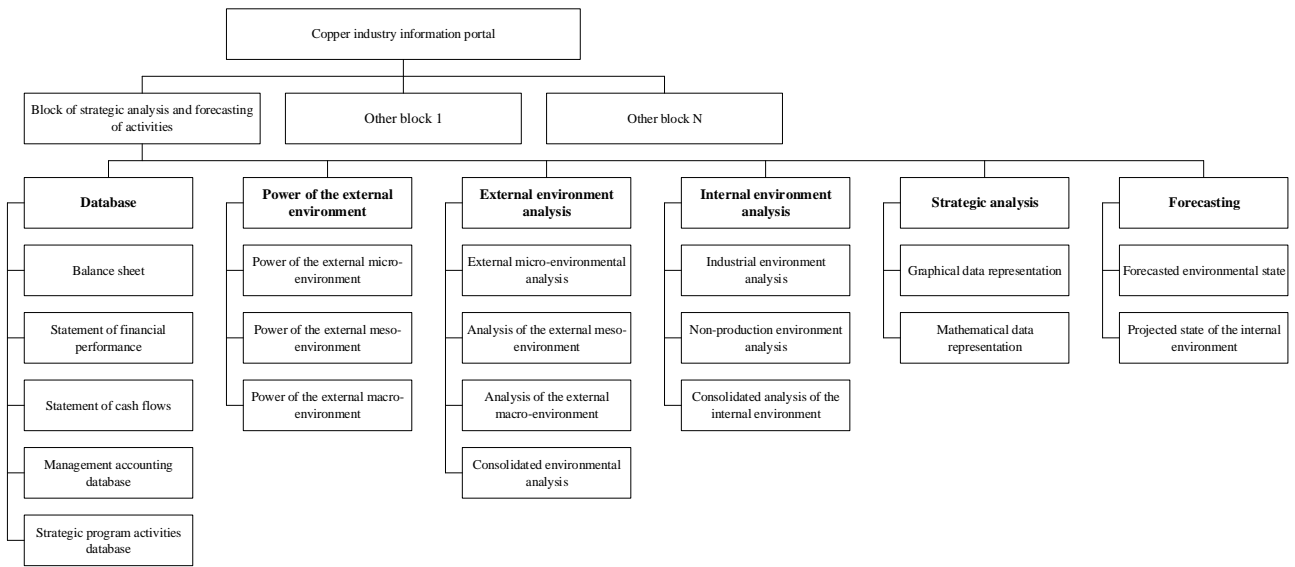 Copper industry information portal
Block of strategic analysis and forecasting
of activities
Other block 1
Other block N
Database
Balance sheet
Statement of financial
performance
Statement of cash flows
Management accounting
database
Strategic program activities
database
Power of the external
environment
Power of the external micro-
environment
Power of the external meso-
environment
Power of the external macro-
environment
External environment
analysis
External micro-environmental
analysis
Analysis of the external meso-
environment
Analysis of the external
macro-environment
Consolidated environmental
analysis
Internal environment
analysis
Industrial environment
analysis
Non-production environment
analysis
Consolidated analysis of the
internal environment
Strategic analysis
Graphical data representation
Mathematical data
representation
Forecasting
Forecasted environmental state
Projected state of the internal
environment